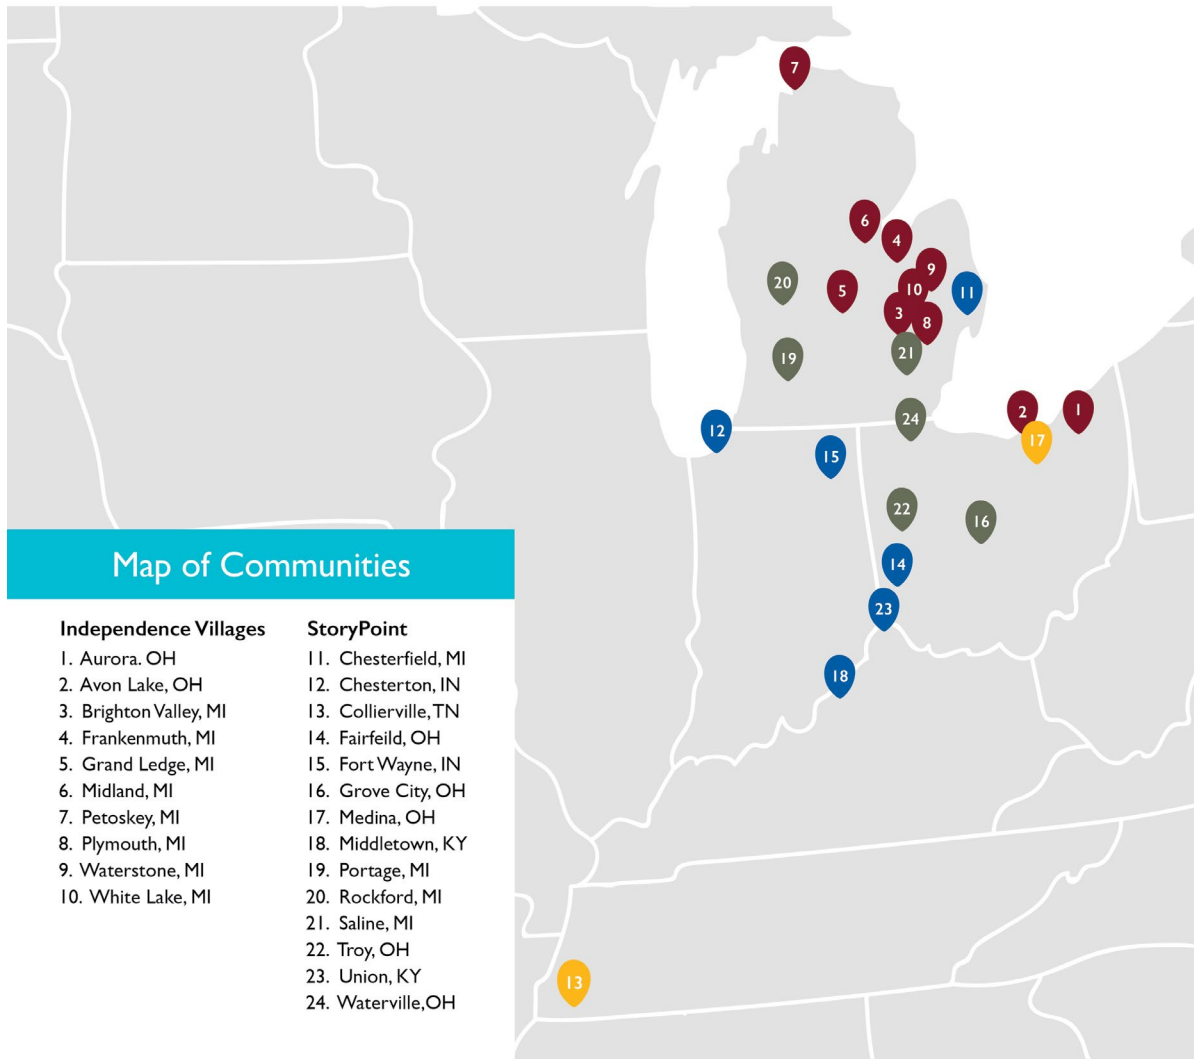 7
6
4
9
20
5
10
11
3
8
21
19
2
1
24
12
17
15
22
16
14
23
18
13
Map of Communities
Independence Villages
1. Aurora. OH
2. Avon Lake, OH
3. Brighton Valley, MI
4. Frankenmuth, MI
5. Grand Ledge, MI
6. Midland, MI
7. Petoskey, MI
8. Plymouth, MI
9. Waterstone, MI
10. White Lake, MI
StoryPoint
11. Chesterfield, MI
12. Chesterton, IN
13. Collierville, TN
14. Fairfeild, OH
15. Fort Wayne, IN
16. Grove City, OH
17. Medina, OH
18. Middletown, KY
19. Portage, MI
20. Rockford, MI
21. Saline, MI
22. Troy, OH
23. Union, KY
24. Waterville,OH